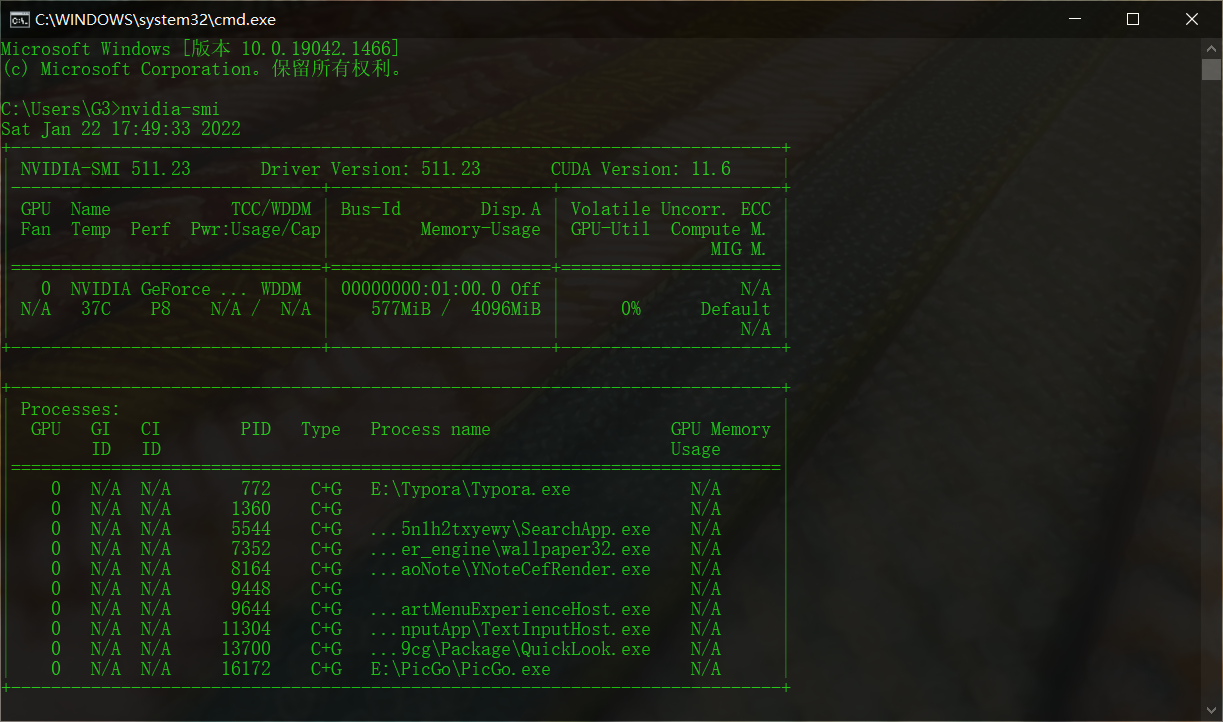 C:\WINDOWS\system32\cmd.exe
Microsoft Windows [版本 10.0.19042.1466]
(c) Microsoft Corporation。保留所有权利。
C:\Users\G3>nvidia-smi
Sat Jan 22 17:49:33 2022
NVIDIA-SMI 511.23 Driver Version: 511.23 CUDA Version: 11.6
GPU Name TCC/WDDM | Bus-Id Disp.A | Volatile Uncorr. ECC
Fan Temp Perf Pwr:Usage/Cap | Memory-Usage | GPU-Util Compute M.
MIG M.
0 NVIDIA GeForce ... WDDM | 00000000:01:00.0 Off | N/A
N/A 37C P8 N/A / N/A | 577MiB / 4096MiB | 0% Default
N/A
Processes:
GPU GI CI PID Type Process name GPU Memory
ID ID Usage
0 N/A N/A 772 C+G E:\Typora\Typora.exe N/A
0 N/A N/A 1360 C+G N/A
0 N/A N/A 5544 C+G ...5n1h2txyewy\SearchApp.exe N/A
0 N/A N/A 7352 C+G ...er_engine\wallpaper32.exe N/A
0 N/A N/A 8164 C+G ...aoNote\YNoteCefRender.exe N/A
0 N/A N/A 9448 C+G N/A
0 N/A N/A 9644 C+G ...artMenuExperienceHost.exe N/A
0 N/A N/A 11304 C+G ...nputApp\TextInputHost.exe N/A
0 N/A N/A 13700 C+G ...9cg\Package\QuickLook.exe N/A
0 N/A N/A 16172 C+G E:\PicGo\PicGo.exe N/A